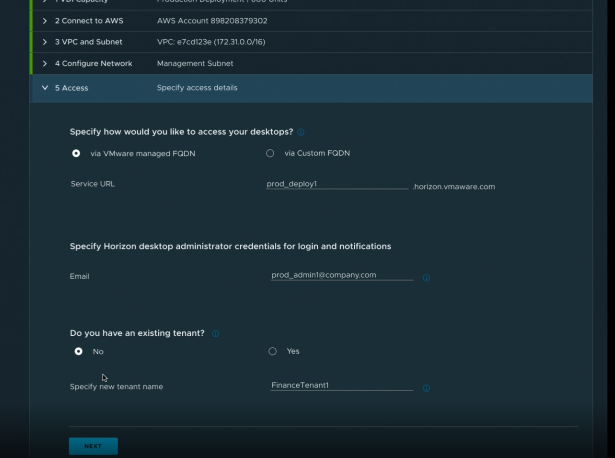 1 VDI Capacity Production Deployment / 600 Units
2 Connect to AWS AWS Account 898208379302
3 VPC and Subnet VPC: e7cd123e (172.31.0.0/16)
4 Configure Network Management Subnet
5 Access Specify access details
Specify how would you like to access your desktops?
via VMware managed FQDN via Custom FQDN
Service URL prod_deploy1 .horizon.vmware.com
Specify Horizon desktop administrator credentials for login and notifications
Email prod_admin1@company.com
Do you have an existing tenant?
No Yes
Specify new tenant name FinanceTenant1
NEXT